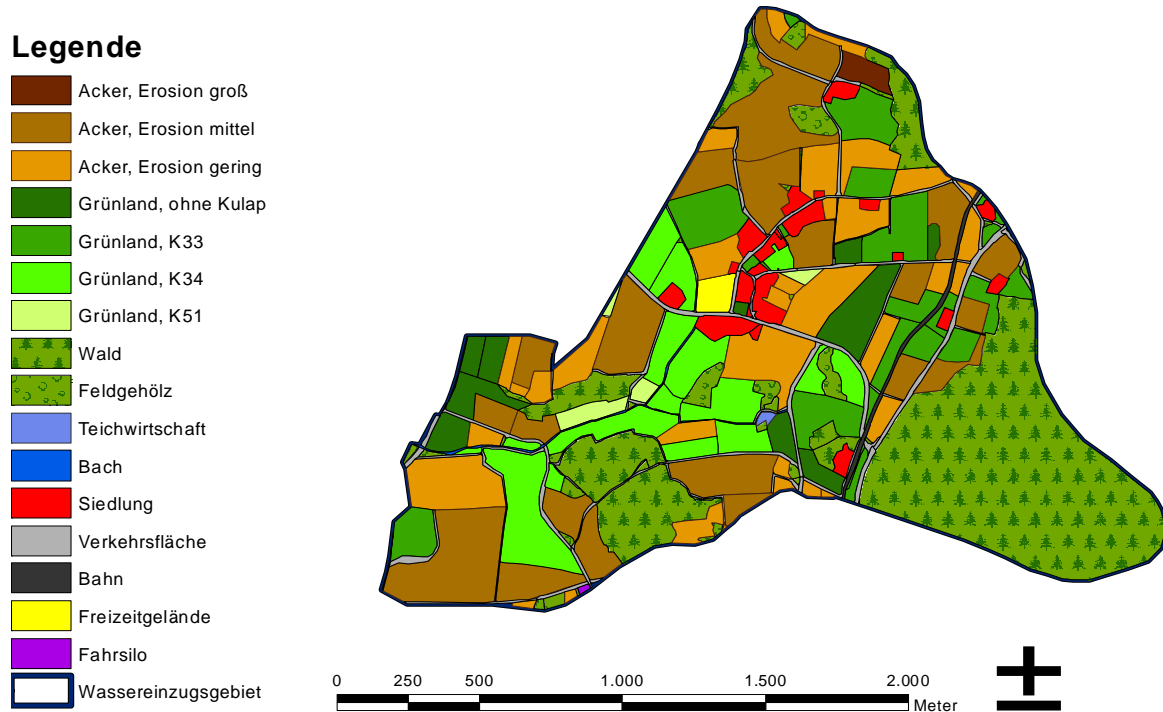 Legende
Acker, Erosion groß
Acker, Erosion mittel
Acker, Erosion gering
Grünland, ohne Kulap
Grünland, K33
Grünland, K34
Grünland, K51
Wald
Feldgehölz
Teichwirtschaft
Bach
Siedlung
Verkehrsfläche
Bahn
Freizeitgelände
Fahrsilo
Wassereinzugsgebiet
0 250 500 1.000 1.500 2.000
Meter